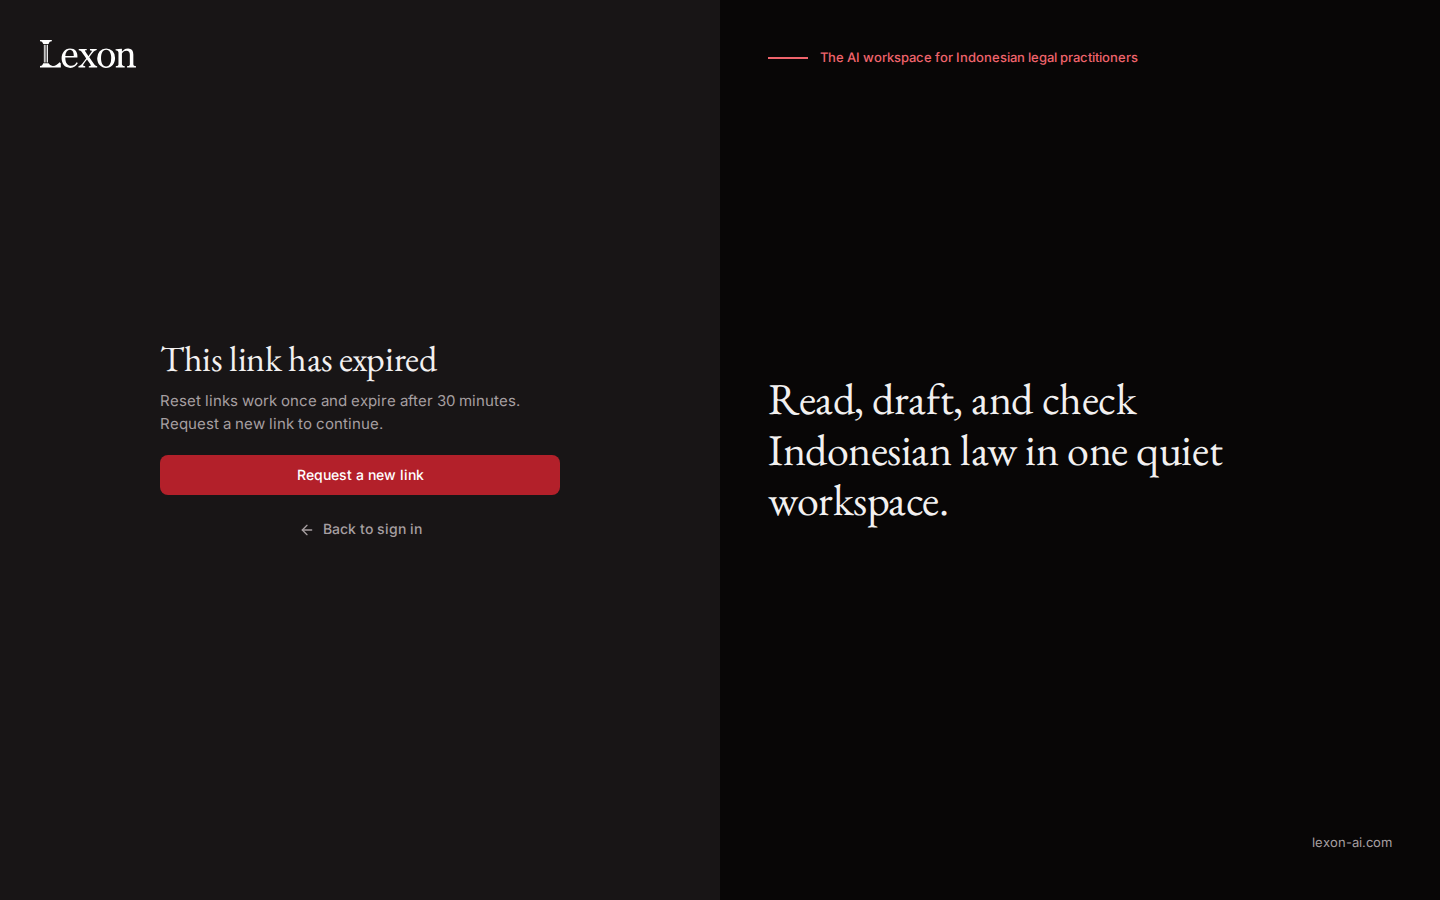 Lexon
This link has expired
Reset links work once and expire after 30 minutes.
Request a new link to continue.
Request a new link
Back to sign in
The AI workspace for Indonesian legal practitioners
Read, draft, and check
Indonesian law in one quiet
workspace.
lexon-ai.com